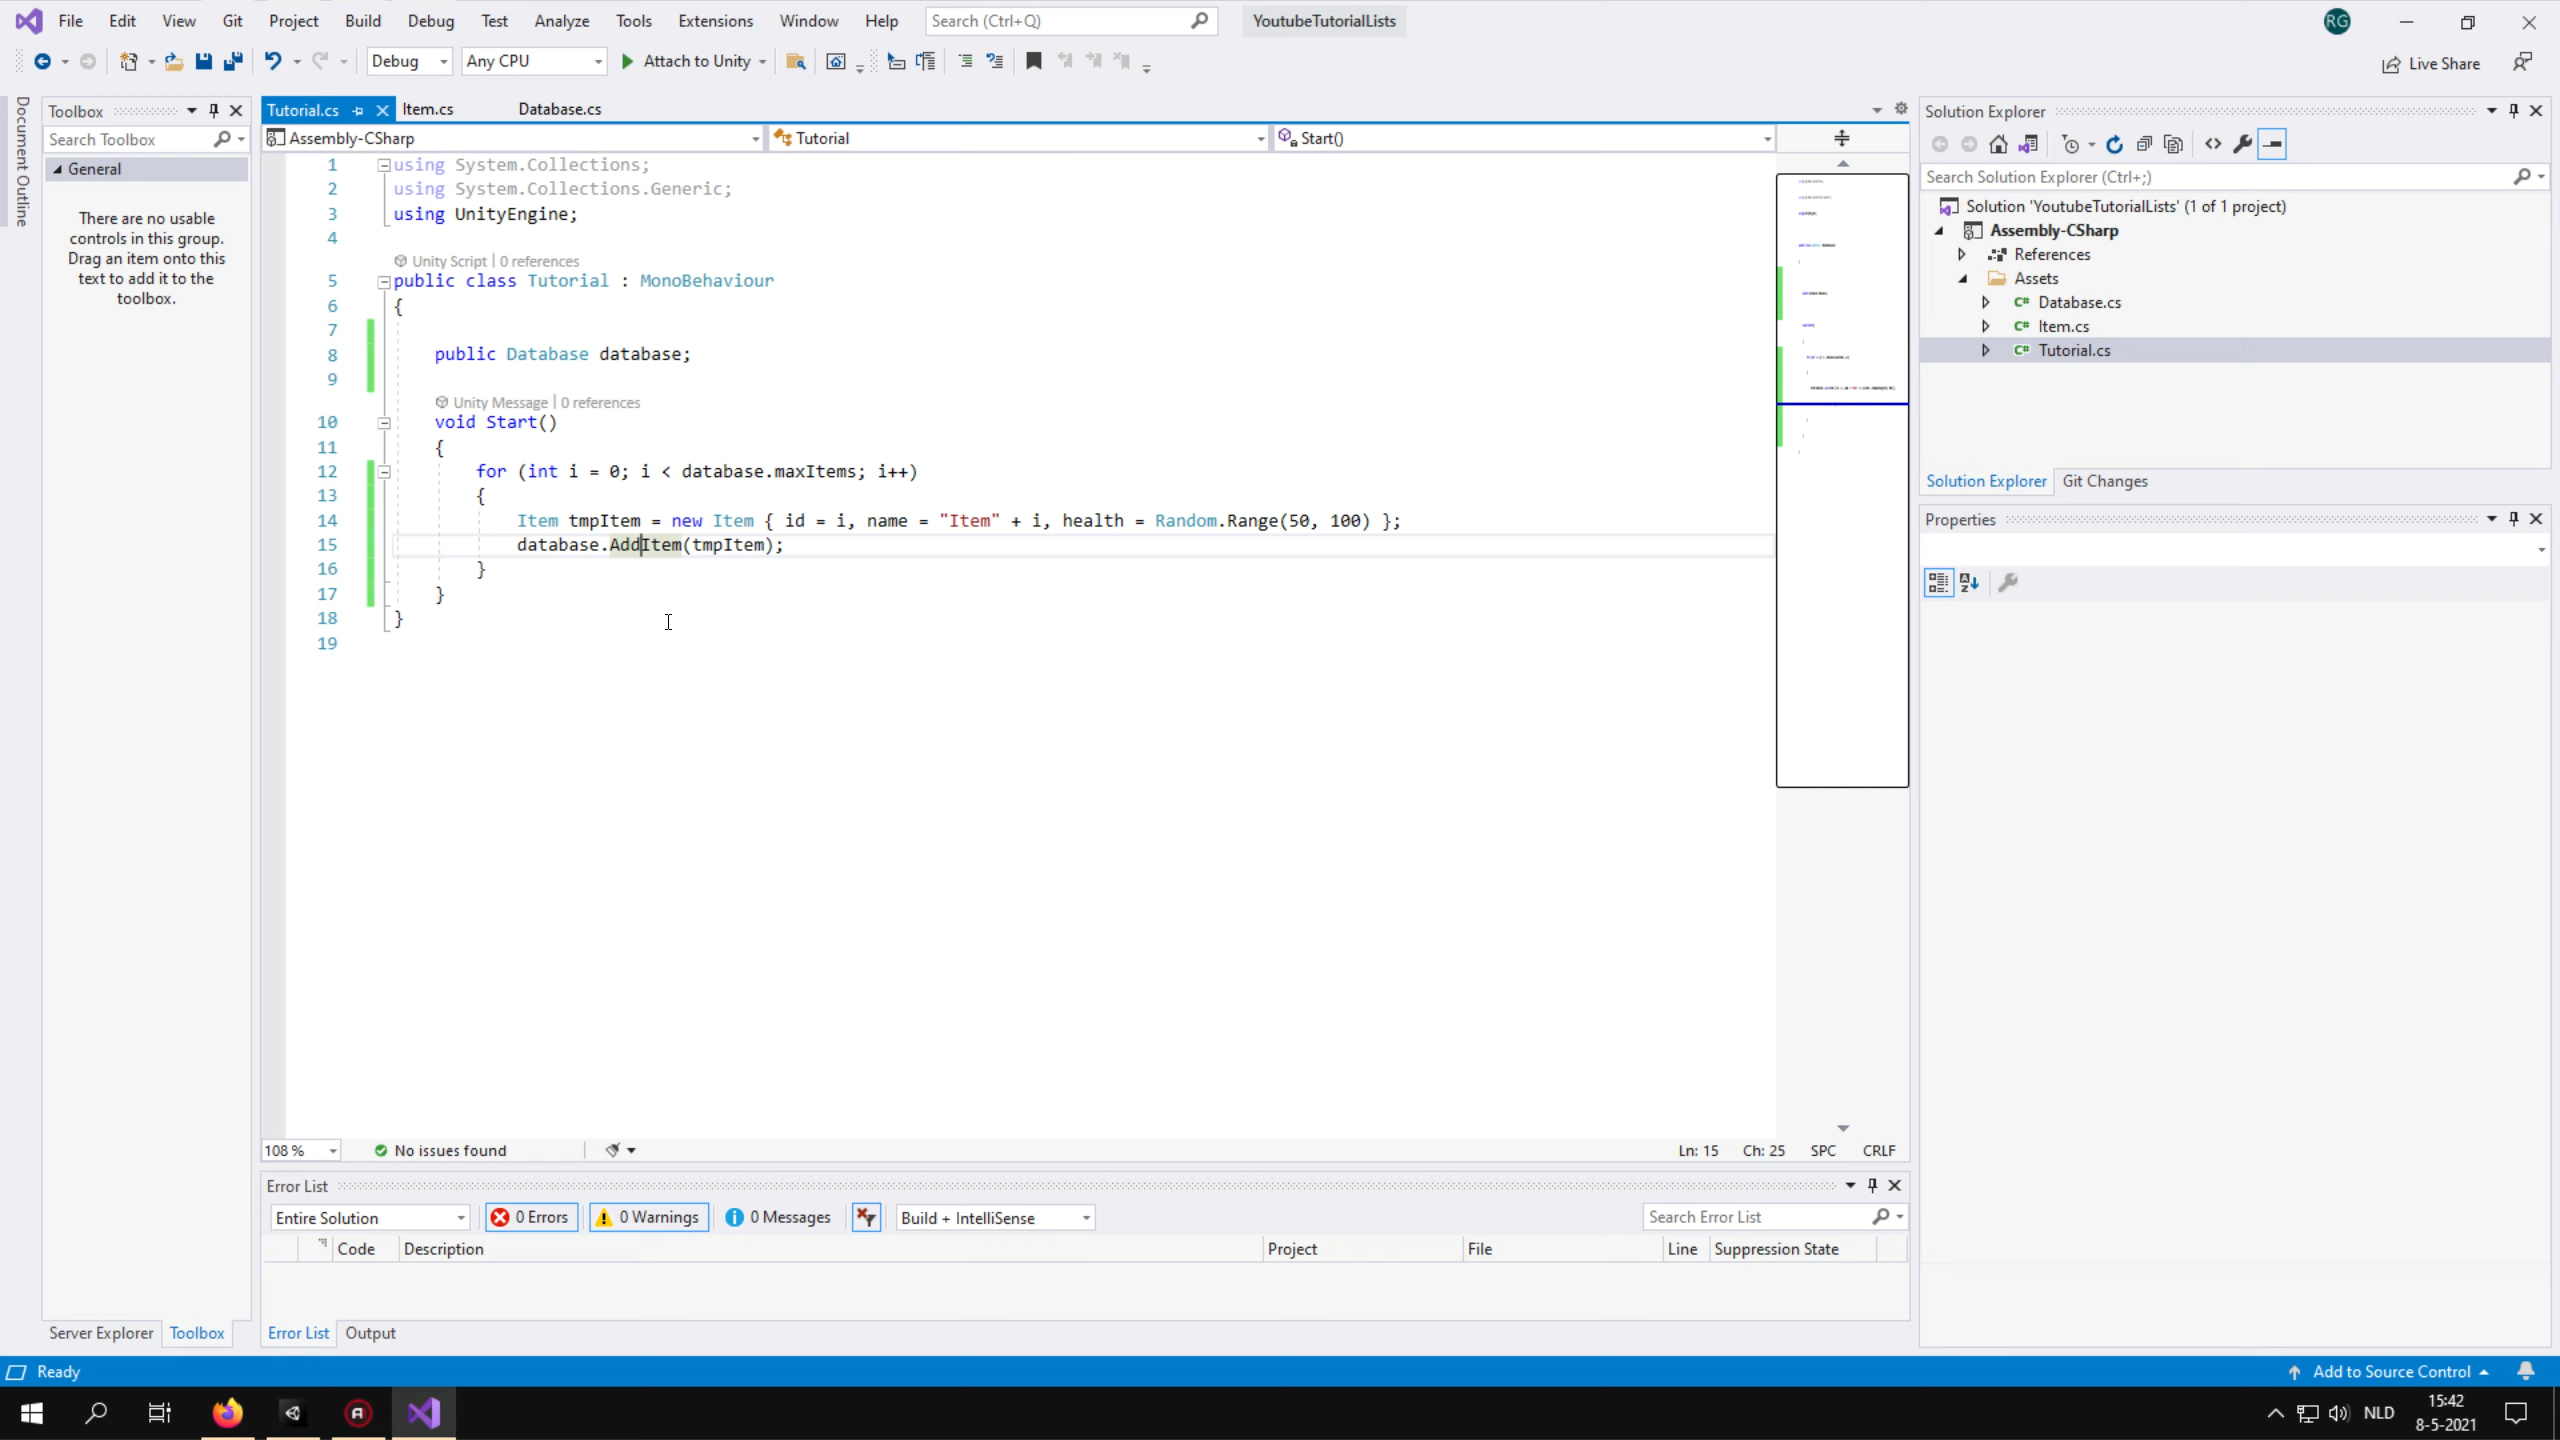 File Edit View Git Project Build Debug Test Analyze Tools Extensions Window Help Search (Ctrl+Q) YoutubeTutorialLists RG
Debug Any CPU Attach to Unity Live Share
Document Outline
Toolbox
Search Toolbox
General
There are no usable
controls in this group.
Drag an item onto this
text to add it to the
toolbox.
Server Explorer Toolbox
Tutorial.cs Item.cs Database.cs
Assembly-CSharp Tutorial Start()
1 using System.Collections;
2 using System.Collections.Generic;
3 using UnityEngine;
4
Unity Script | 0 references
5 public class Tutorial : MonoBehaviour
6 {
7
8 public Database database;
9
Unity Message | 0 references
10 void Start()
11 {
12 for (int i = 0; i < database.maxItems; i++)
13 {
14 Item tmpItem = new Item { id = i, name = "Item" + i, health = Random.Range(50, 100) };
15 database.AddItem(tmpItem);
16 }
17 }
18 }
19
108 % No issues found Ln: 15 Ch: 25 SPC CRLF
Error List
Entire Solution 0 Errors 0 Warnings 0 Messages Build + IntelliSense Search Error List
Code Description Project File Line Suppression State
Error List Output
Solution Explorer
Search Solution Explorer (Ctrl+;)
Solution 'YoutubeTutorialLists' (1 of 1 project)
Assembly-CSharp
References
Assets
C# Database.cs
C# Item.cs
C# Tutorial.cs
Solution Explorer Git Changes
Properties
Ready Add to Source Control
NLD 15:42
8-5-2021